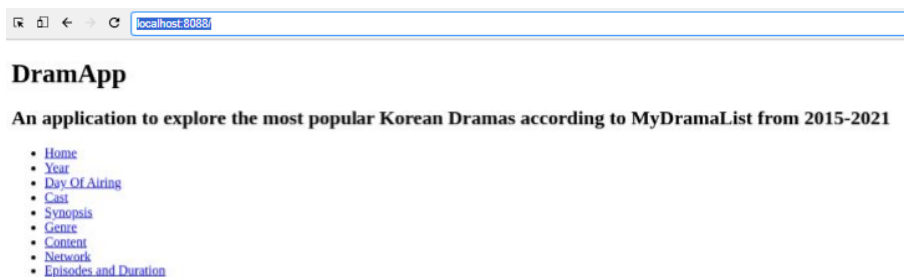 localhost:8088/
DramApp
An application to explore the most popular Korean Dramas according to MyDramaList from 2015-2021
Home
Year
Day Of Airing
Cast
Synopsis
Genre
Content
Network
Episodes and Duration